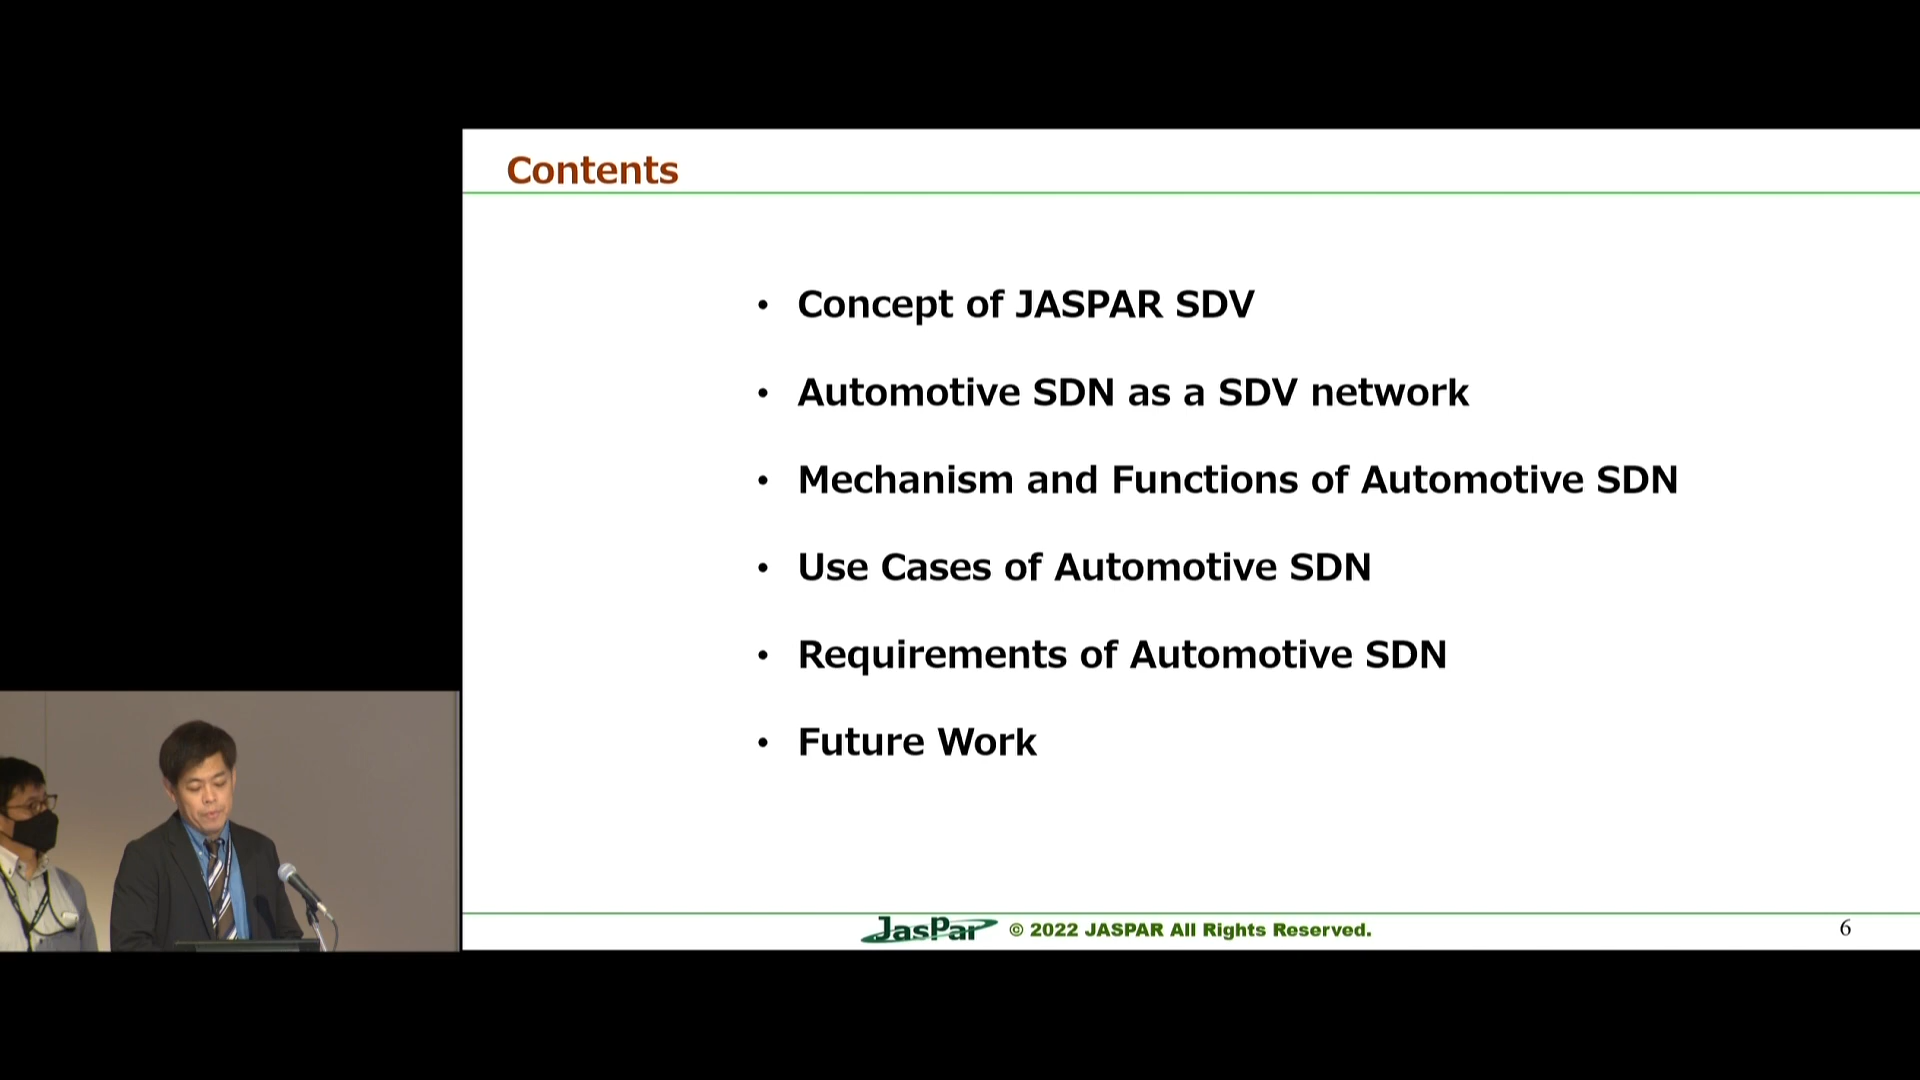 Contents
• Concept of JASPAR SDV
• Automotive SDN as a SDV network
• Mechanism and Functions of Automotive SDN
• Use Cases of Automotive SDN
• Requirements of Automotive SDN
• Future Work
JasPar © 2022 JASPAR All Rights Reserved.
6